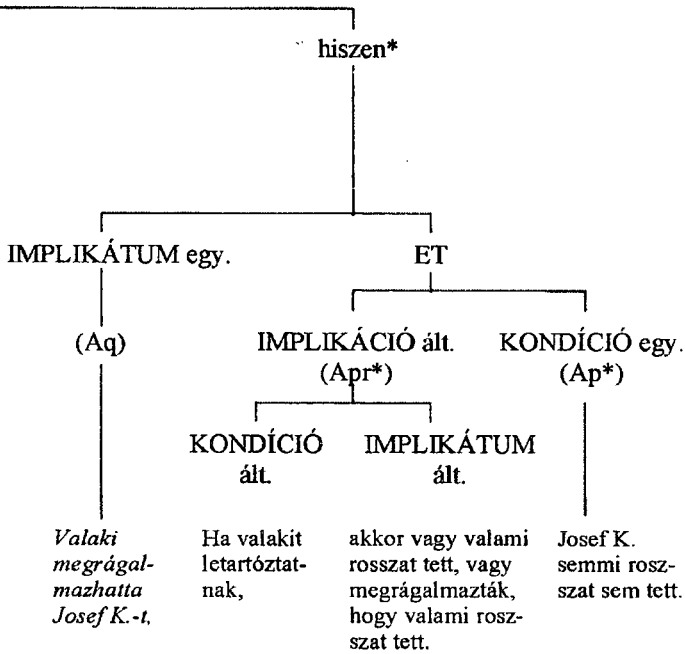 hiszen*
IMPLIKÁTUM egy.
ET
(Aq)
IMPLIKÁCIÓ ált.
(Apr*)
KONDÍCIÓ egy.
(Ap*)
KONDÍCIÓ
ált.
IMPLIKÁTUM
ált.
Valaki
megrágal-
mazhatta
Josef K.-t,
Ha valakit
letartóztat-
nak,
akkor vagy valami
rosszat tett, vagy
megrágalmazták,
hogy valami rosz-
szat tett.
Josef K.
semmi rosz-
szat sem tett.